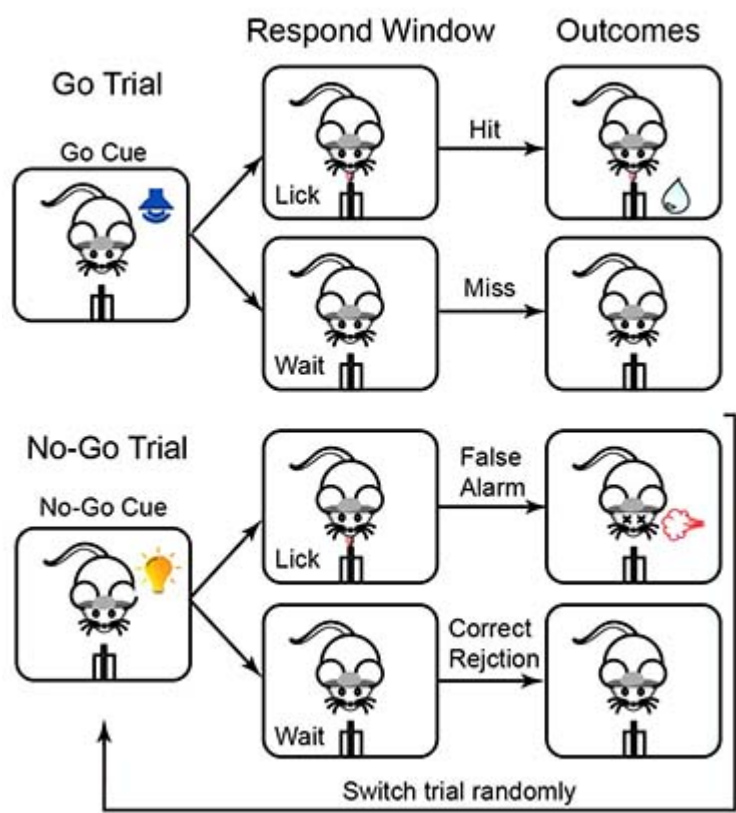 Respond Window
Outcomes
Go Trial
Go Cue
Lick
Hit
Wait
Miss
No-Go Trial
No-Go Cue
Lick
False
Alarm
Wait
Correct
Rejction
Switch trial randomly